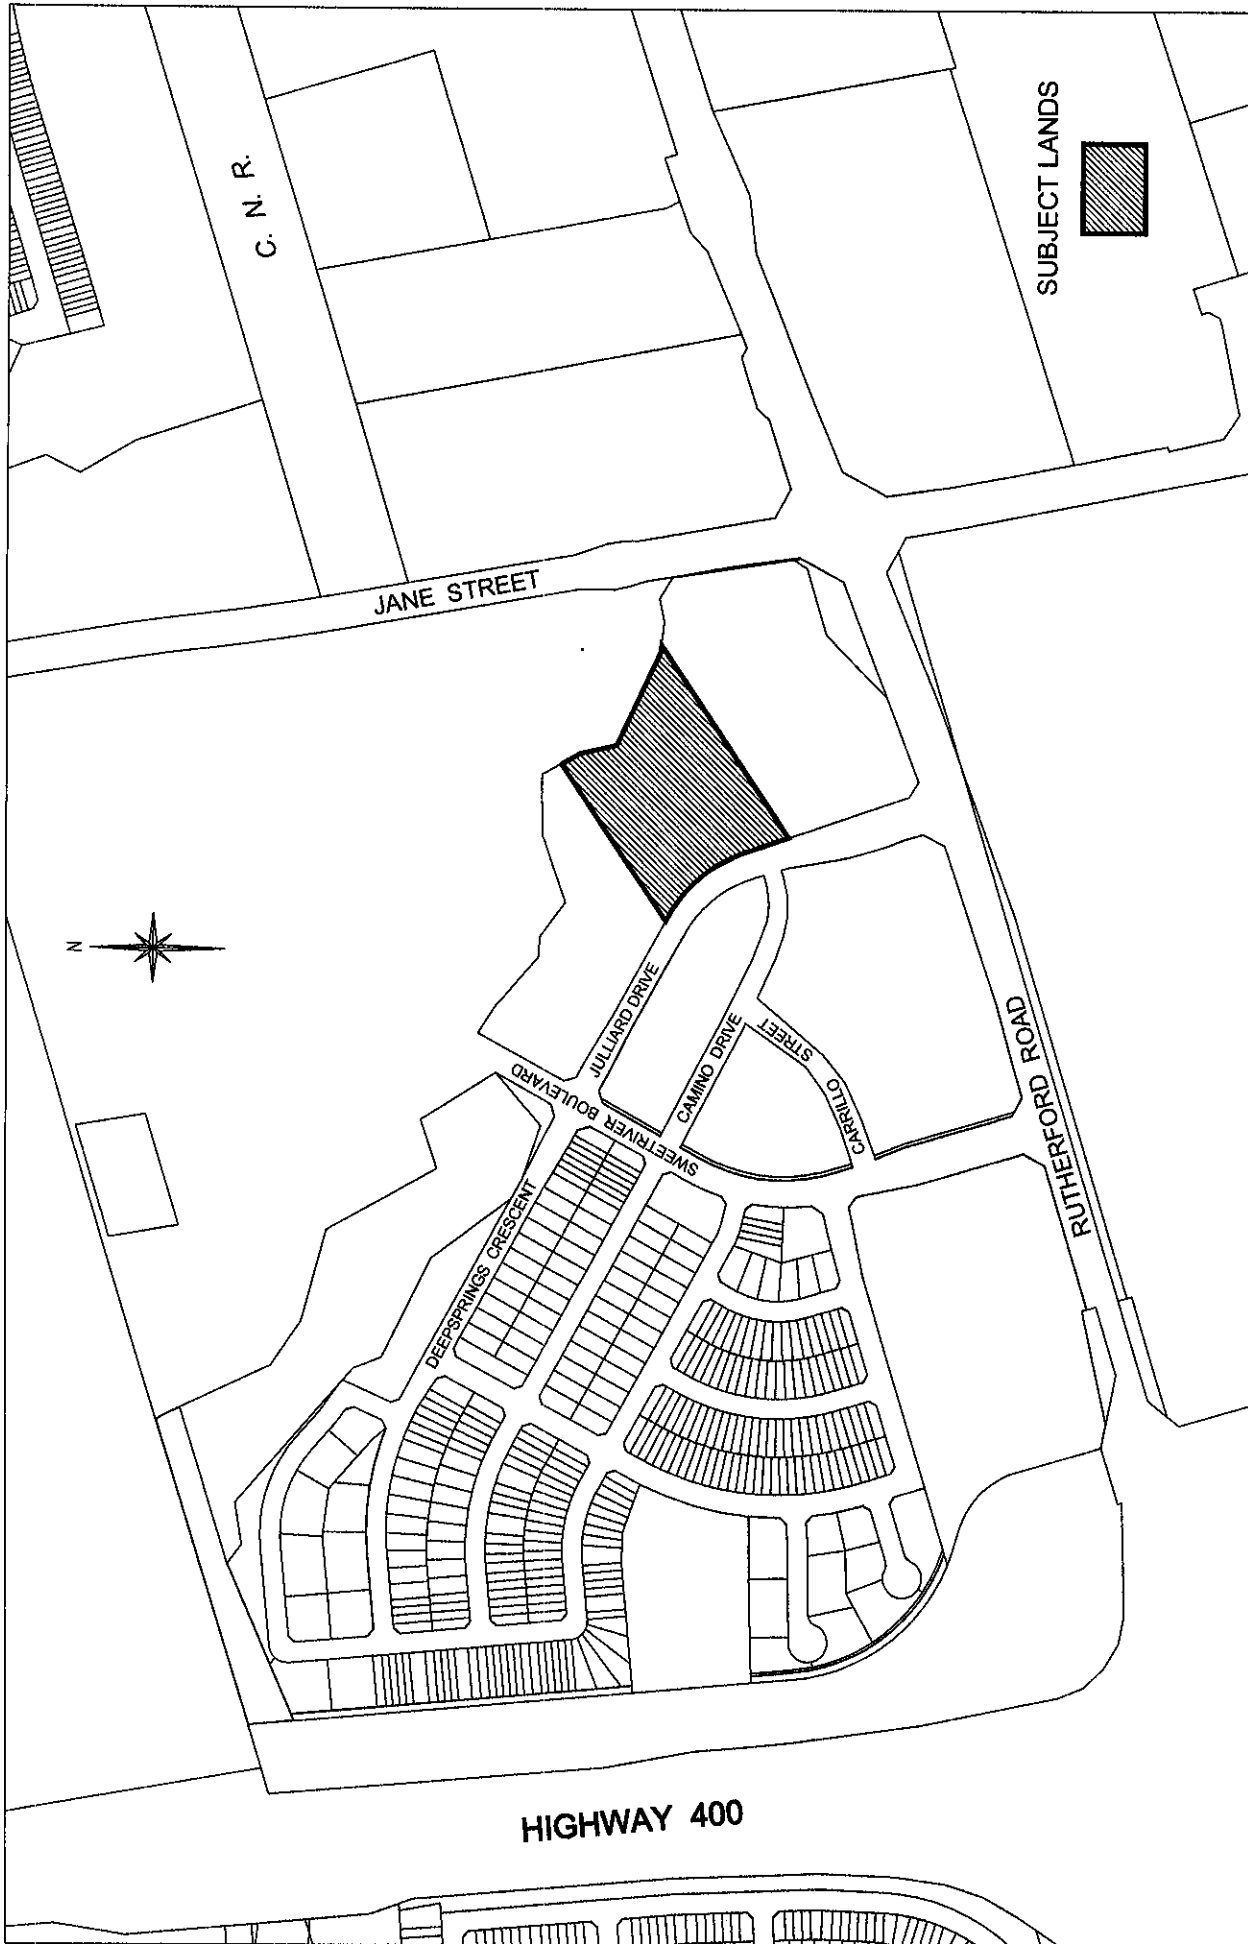 C. N. R.
SUBJECT LANDS
JANE STREET
N
JULLIARD DRIVE
CAMINO DRIVE
CARRILLO STREET
SWEETRIVER BOULEVARD
DEEPSPRINGS CRESCENT
RUTHERFORD ROAD
HIGHWAY 400